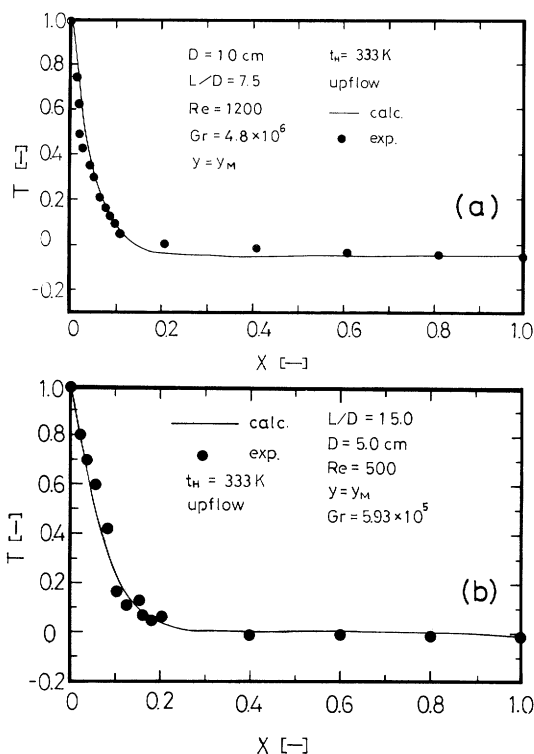 1.0
0.8
0.6
0.4
0.2
0
-0.2
T [-]
D = 10 cm
L/D = 7.5
Re = 1200
Gr = 4.8×10⁶
y = yM
tH = 333K
upflow
calc.
exp.
(a)
0 0.2 0.4 0.6 0.8 1.0
X [—]
1.0
0.8
0.6
0.4
0.2
0
-0.2
T [—]
calc.
exp.
tH = 333K
upflow
L/D = 15.0
D = 5.0 cm
Re = 500
y = yM
Gr = 5.93×10⁵
(b)
0 0.2 0.4 0.6 0.8 1.0
X [—]